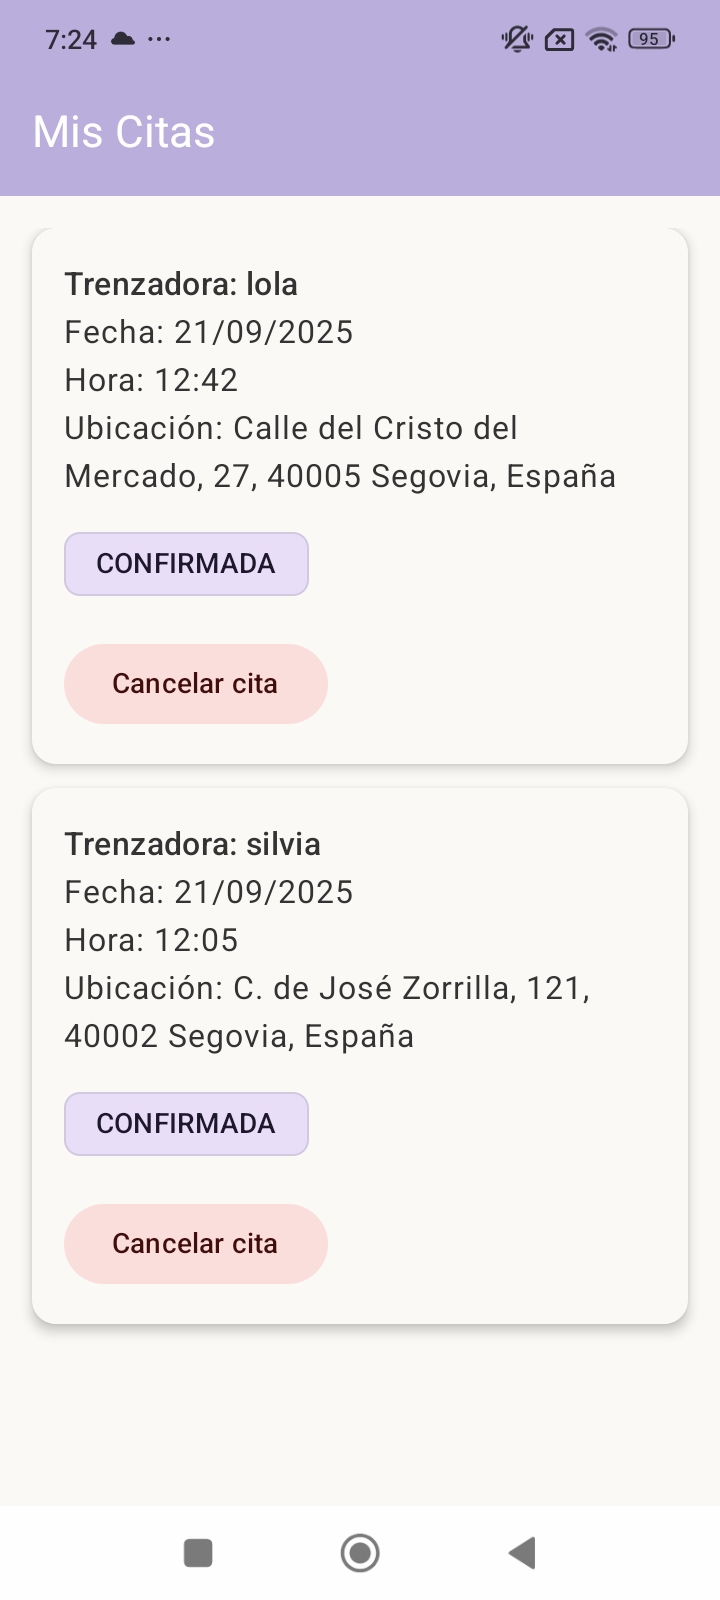 7:24
95
Mis Citas
Trenzadora: lola
Fecha: 21/09/2025
Hora: 12:42
Ubicación: Calle del Cristo del
Mercado, 27, 40005 Segovia, España
CONFIRMADA
Cancelar cita
Trenzadora: silvia
Fecha: 21/09/2025
Hora: 12:05
Ubicación: C. de José Zorrilla, 121,
40002 Segovia, España
CONFIRMADA
Cancelar cita